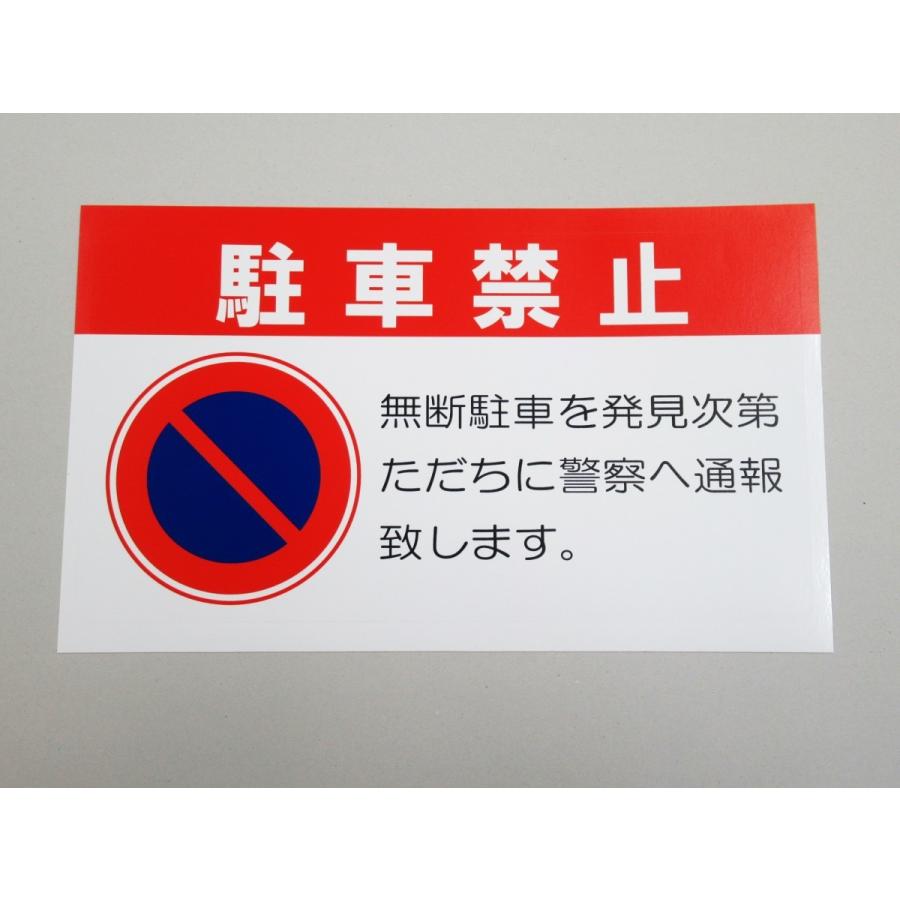 駐車禁止
無断駐車を発見次第
ただちに警察へ通報
致します。